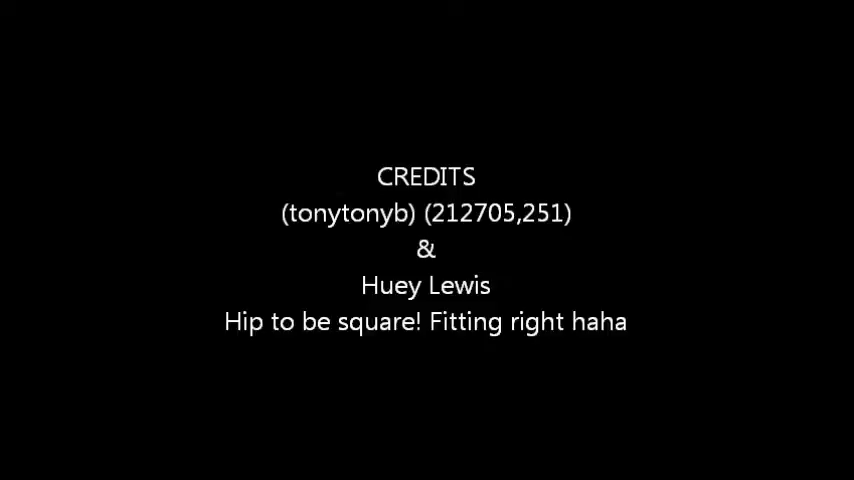 CREDITS
(tonytonyb) (212705,251)
&
Huey Lewis
Hip to be square! Fitting right haha